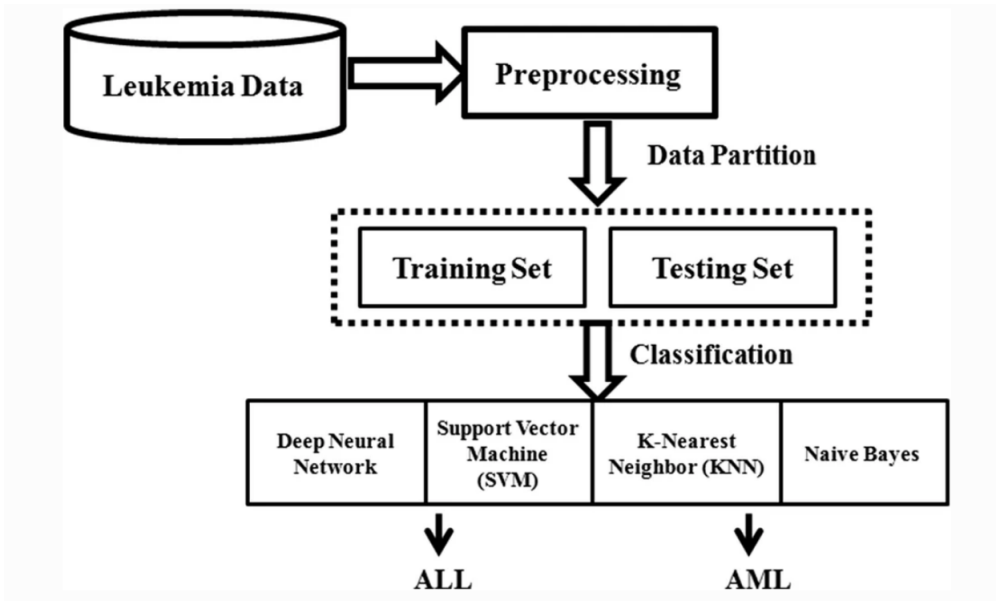 Leukemia Data
Preprocessing
Data Partition
Training Set
Testing Set
Classification
Deep Neural
Network
Support Vector
Machine
(SVM)
K-Nearest
Neighbor (KNN)
Naive Bayes
ALL
AML